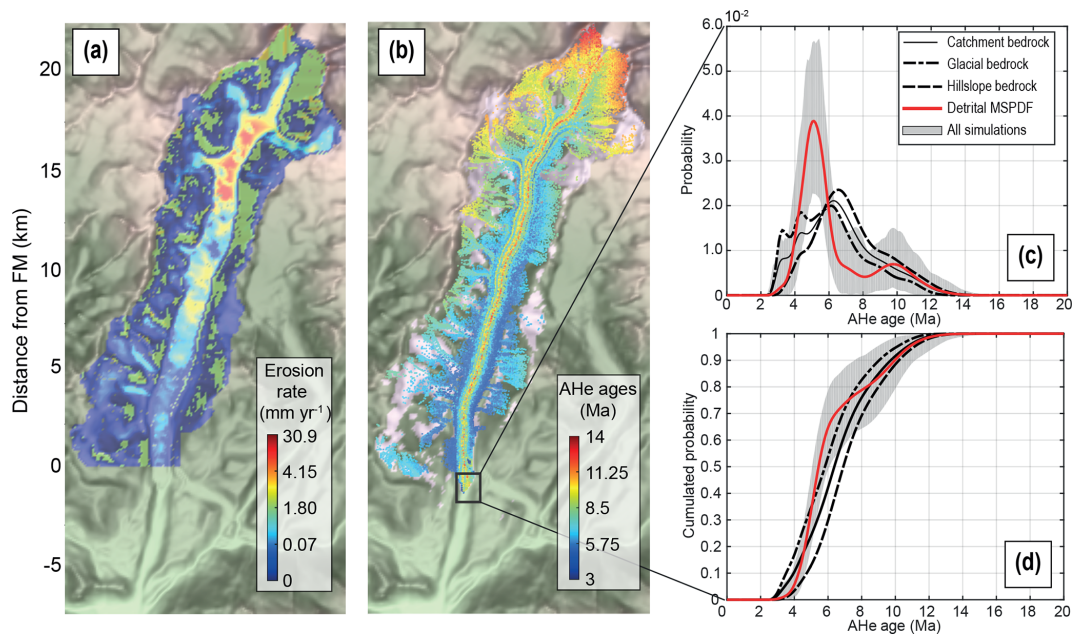 (a)
(b)
Distance from FM (km)
20
15
10
5
0
-5
Erosion
rate
(mm yr⁻¹)
30.9
4.15
1.80
0.07
0
AHe ages
(Ma)
14
11.25
8.5
5.75
3
6.0 -2
×10
5.0
4.0
3.0
2.0
1.0
0
Probability
Catchment bedrock
Glacial bedrock
Hillslope bedrock
Detrital MSPDF
All simulations
(c)
0 2 4 6 8 10 12 14 16 18 20
AHe age (Ma)
1
0.9
0.8
0.7
0.6
0.5
0.4
0.3
0.2
0.1
0
Cumulated probability
(d)
0 2 4 6 8 10 12 14 16 18 20
AHe age (Ma)